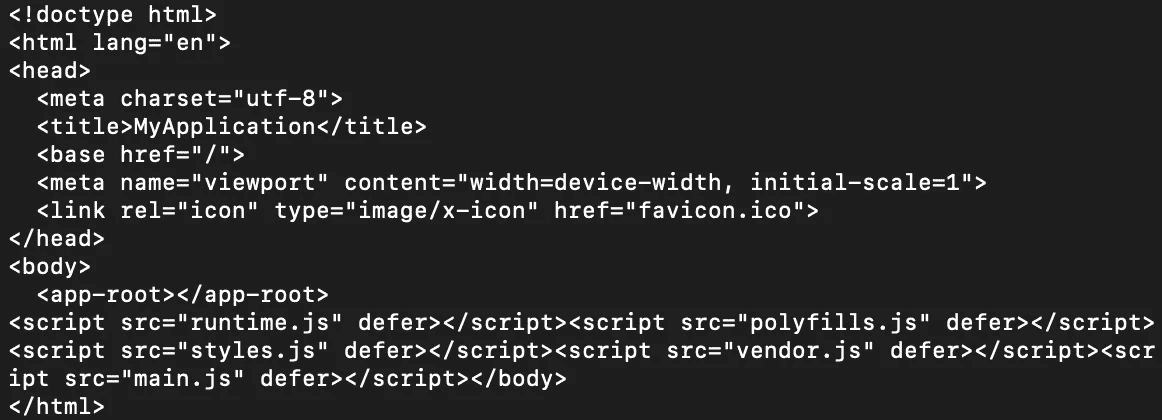 <!doctype html>
<html lang="en">
<head>
  <meta charset="utf-8">
  <title>MyApplication</title>
  <base href="/">
  <meta name="viewport" content="width=device-width, initial-scale=1">
  <link rel="icon" type="image/x-icon" href="favicon.ico">
</head>
<body>
  <app-root></app-root>
<script src="runtime.js" defer></script><script src="polyfills.js" defer></script>
<script src="styles.js" defer></script><script src="vendor.js" defer></script><scr
ipt src="main.js" defer></script></body>
</html>